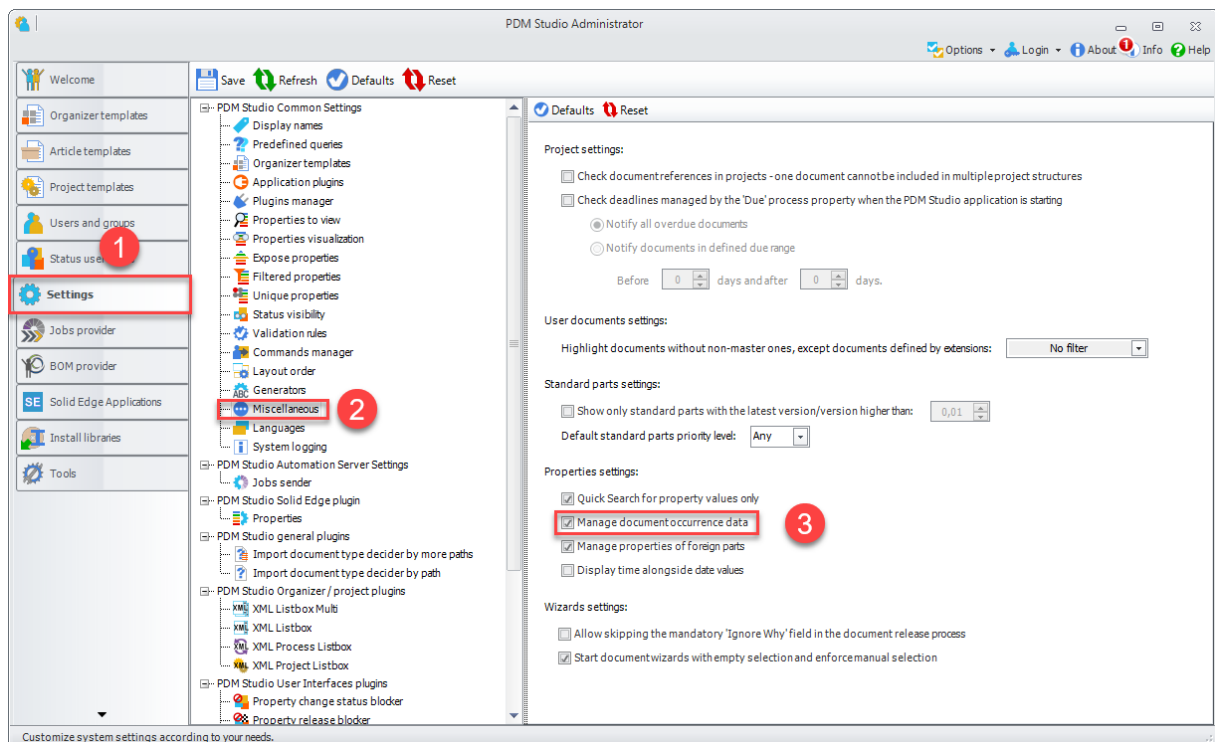 PDM Studio Administrator
Options Login About 1 Info Help
Welcome
Organizer templates
Article templates
Project templates
Users and groups
1
Status use
Settings
Jobs provider
BOM provider
SE Solid Edge Applications
Install libraries
Tools
Save Refresh Defaults Reset
PDM Studio Common Settings
Display names
Predefined queries
Organizer templates
Application plugins
Plugins manager
Properties to view
Properties visualization
Expose properties
Filtered properties
Unique properties
Status visibility
Validation rules
Commands manager
Layout order
ABC Generators
Miscellaneous
2
Languages
System logging
PDM Studio Automation Server Settings
Jobs sender
PDM Studio Solid Edge plugin
Properties
PDM Studio general plugins
Import document type decider by more paths
Import document type decider by path
PDM Studio Organizer / project plugins
XML XML Listbox Multi
XML XML Listbox
XML XML Process Listbox
XML XML Project Listbox
PDM Studio User Interfaces plugins
Property change status blocker
Property release blocker
Defaults Reset
Project settings:
Check document references in projects - one document cannot be included in multiple project structures
Check deadlines managed by the 'Due' process property when the PDM Studio application is starting
Notify all overdue documents
Notify documents in defined due range
Before 0 days and after 0 days.
User documents settings:
Highlight documents without non-master ones, except documents defined by extensions: No filter
Standard parts settings:
Show only standard parts with the latest version/version higher than: 0,01
Default standard parts priority level: Any
Properties settings:
Quick Search for property values only
Manage document occurrence data
3
Manage properties of foreign parts
Display time alongside date values
Wizards settings:
Allow skipping the mandatory 'Ignore Why' field in the document release process
Start document wizards with empty selection and enforce manual selection
Customize system settings according to your needs.